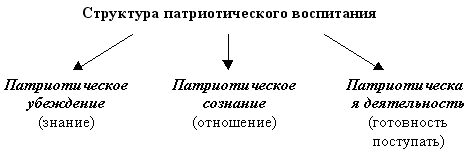 Структура патриотического воспитания
Патриотическое
убеждение
(знание)
Патриотическое
сознание
(отношение)
Патриотическа
я деятельность
(готовность
поступать)